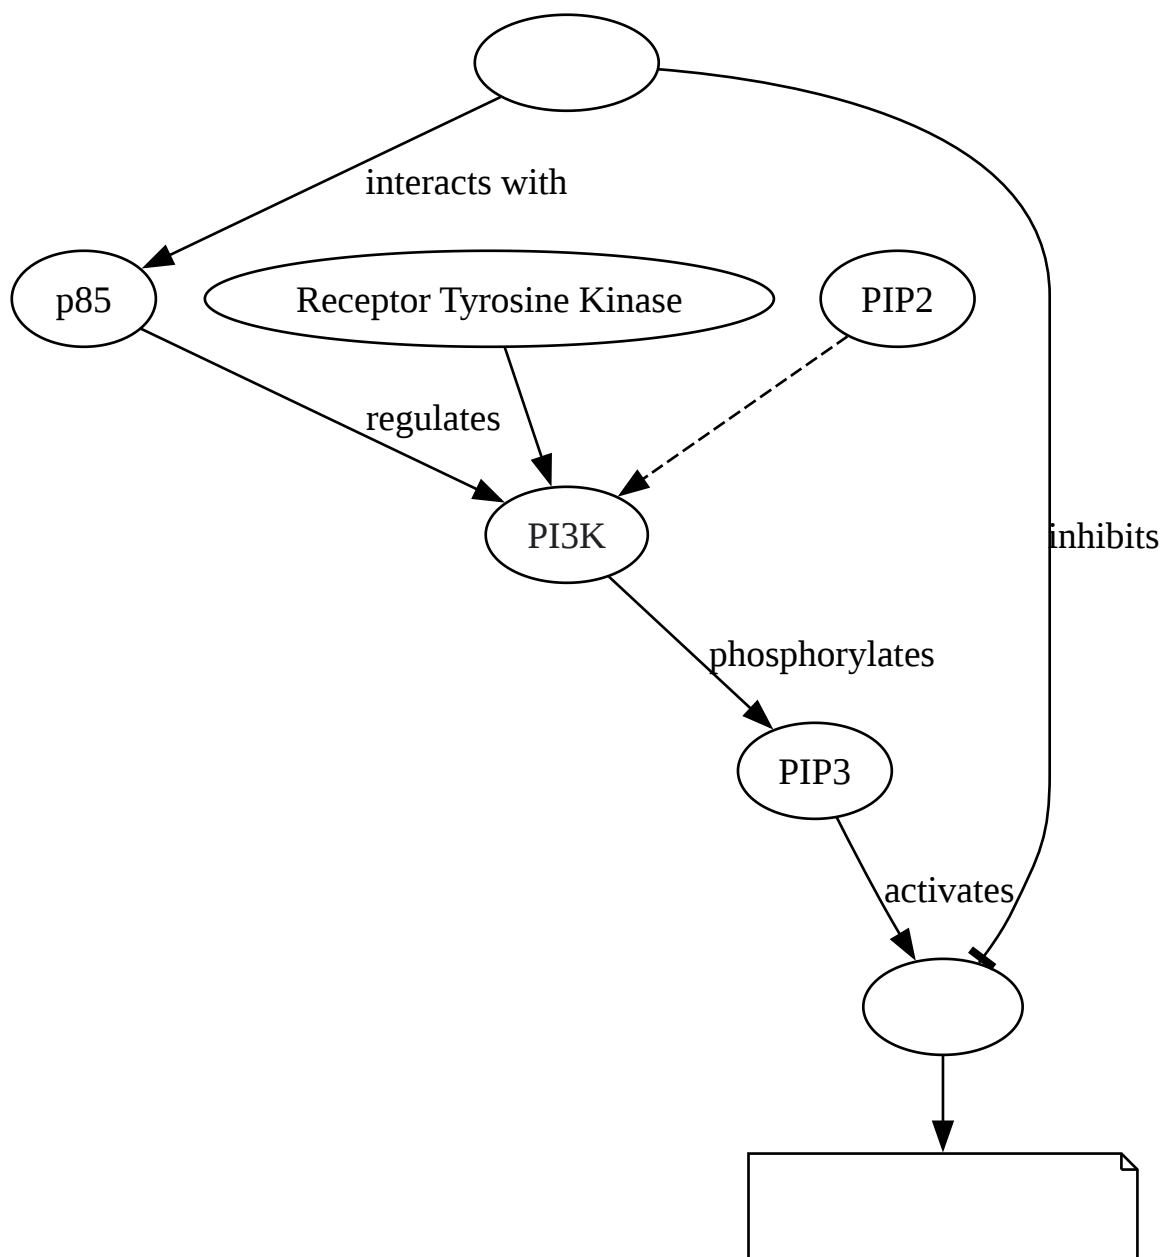 interacts with
p85
Receptor Tyrosine Kinase
PIP2
regulates
PI3K
inhibits
phosphorylates
PIP3
activates